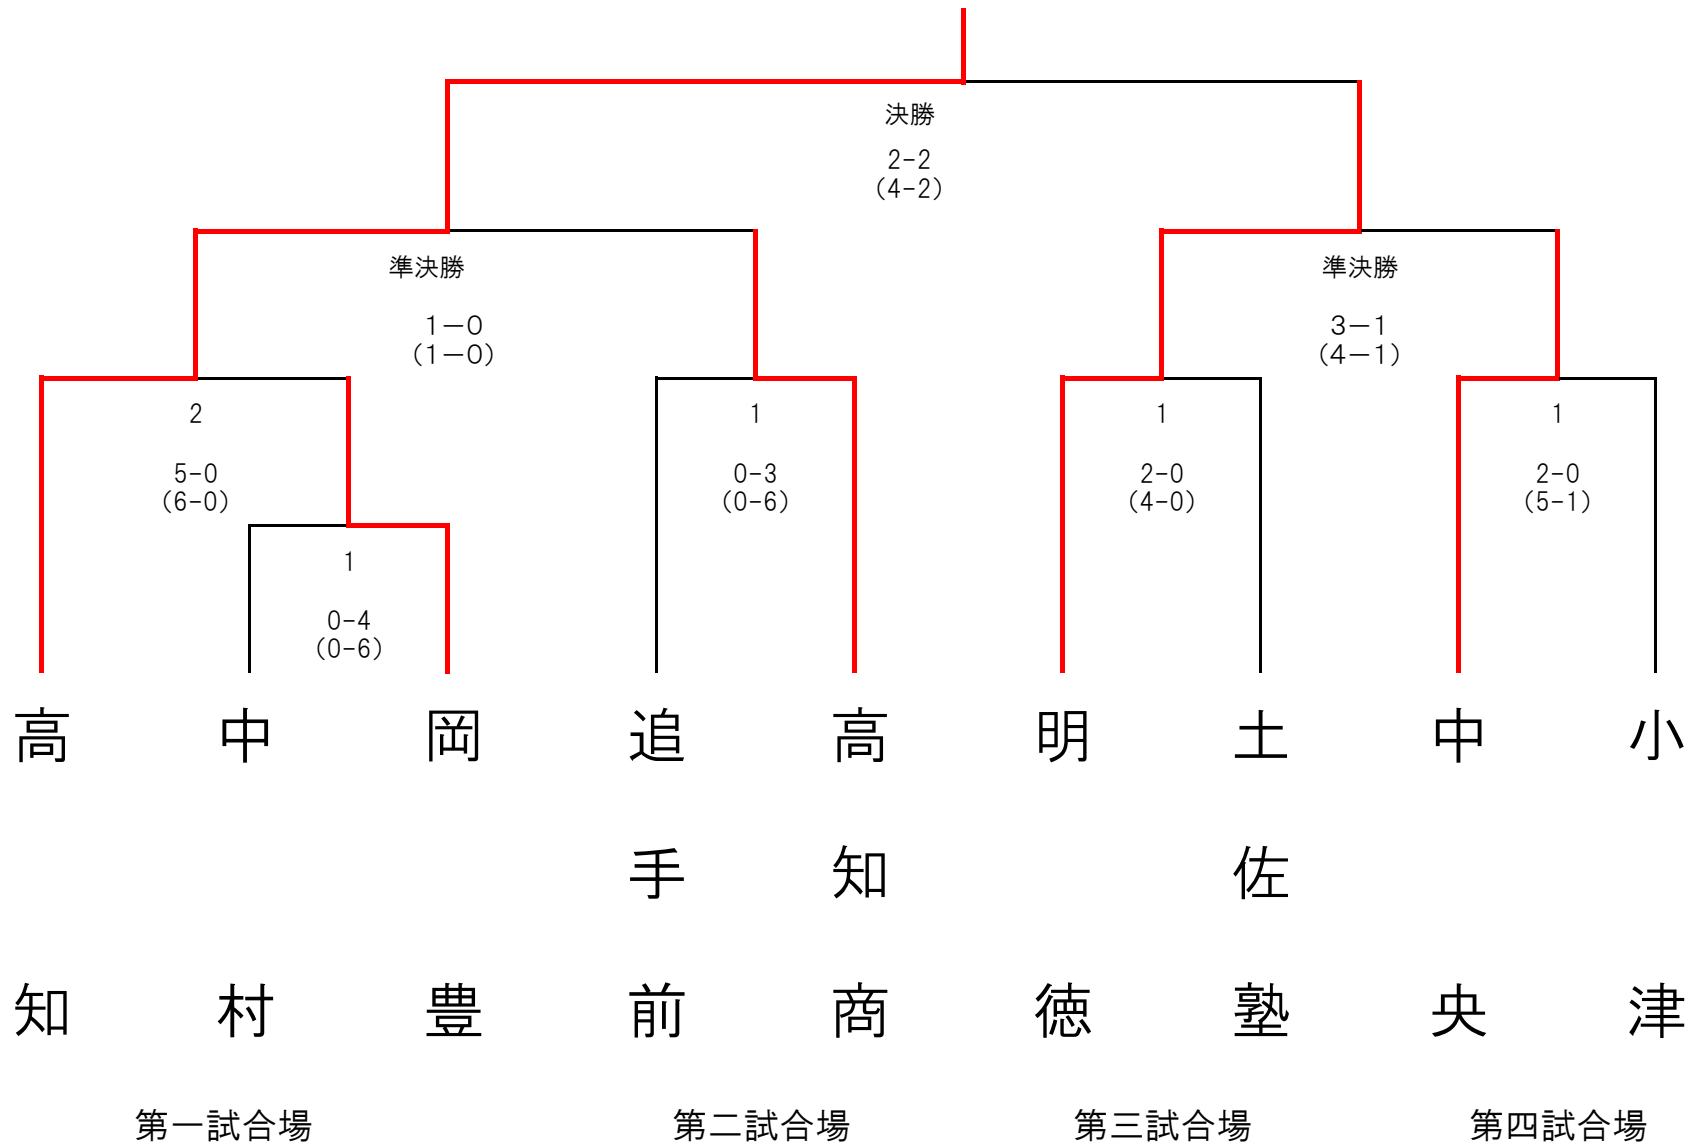 決勝
2-2
(4-2)
準決勝
1－0
(1－0)
準決勝
3－1
(4－1)
2
5-0
(6-0)
1
0-3
(0-6)
1
2-0
(4-0)
1
2-0
(5-1)
1
0-4
(0-6)
高知
中村
岡豊
追手前
高知商
明徳
土佐塾
中央
小津
第一試合場
第二試合場
第三試合場
第四試合場